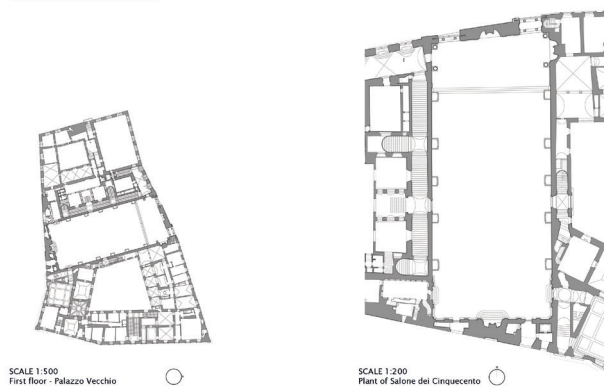 SCALE 1:500
First floor - Palazzo Vecchio
SCALE 1:200
Plant of Salone dei Cinquecento